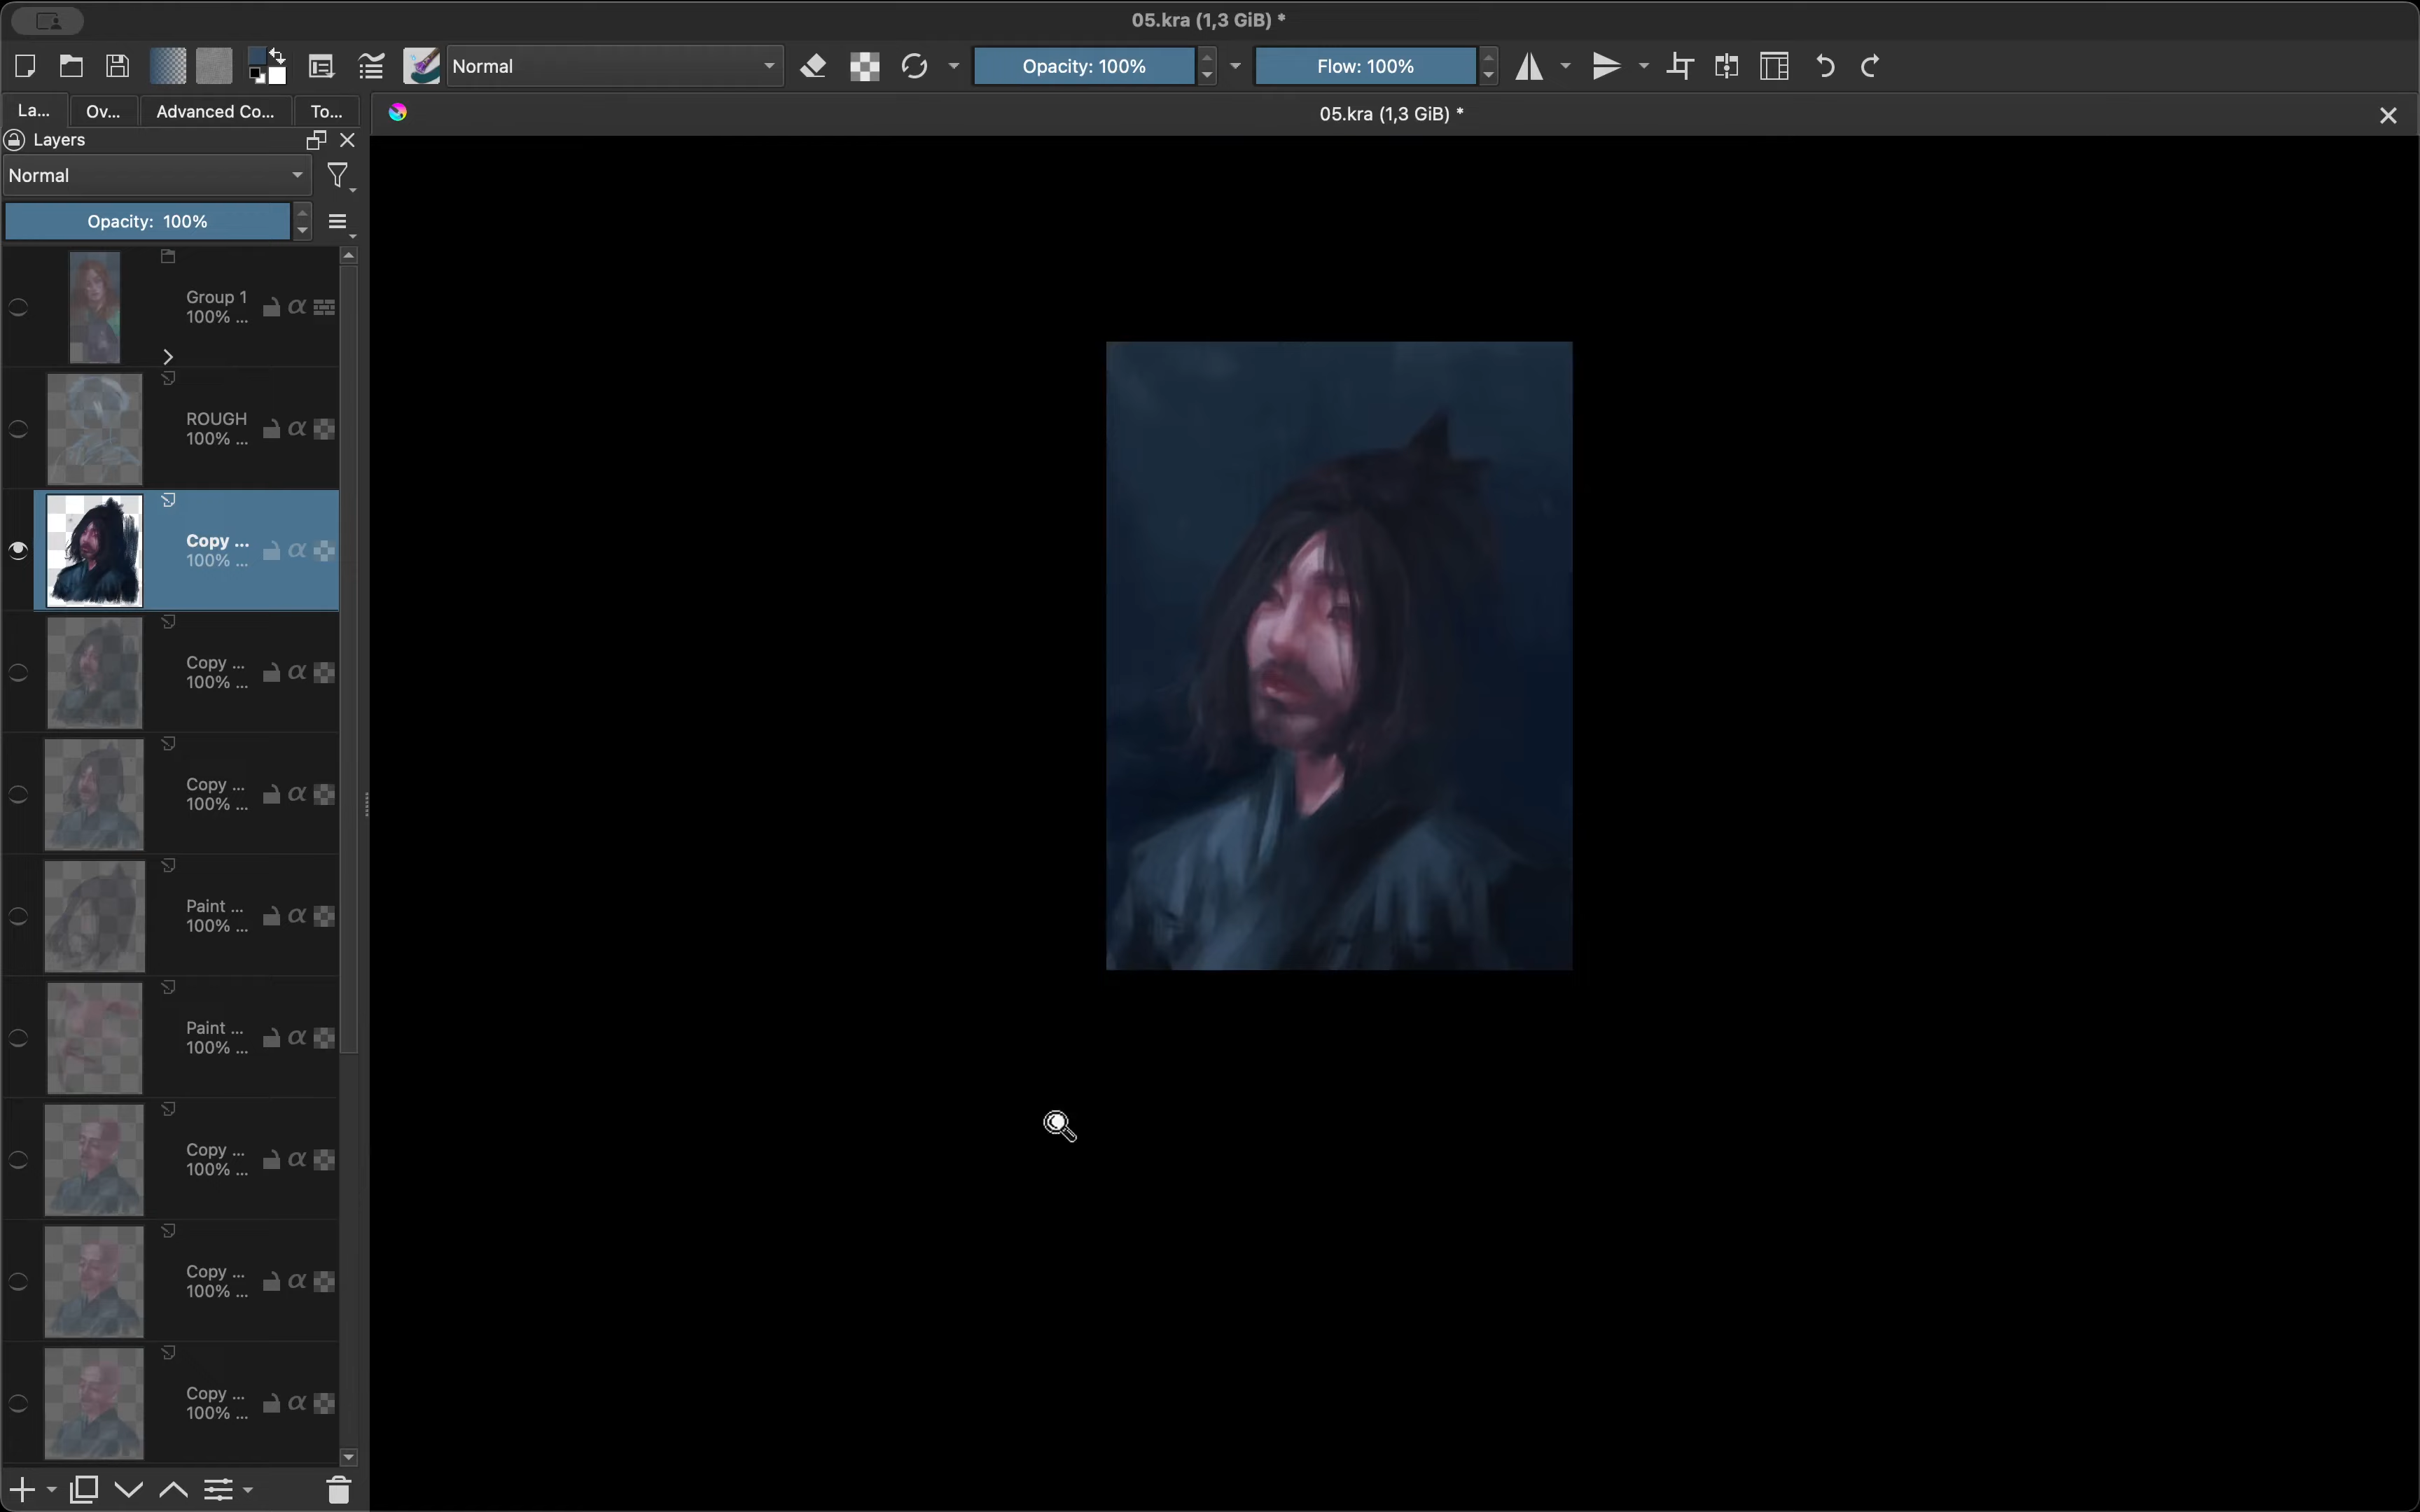 05.kra (1,3 GiB) *
Normal
Opacity: 100%
Flow: 100%
La...
Ov...
Advanced Co...
To...
05.kra (1,3 GiB) *
Layers
Normal
Opacity: 100%
Group 1
100% ...
ROUGH
100% ...
Copy ...
100% ...
Copy ...
100% ...
Copy ...
100% ...
Paint ...
100% ...
Paint ...
100% ...
Copy ...
100% ...
Copy ...
100% ...
Copy ...
100% ...